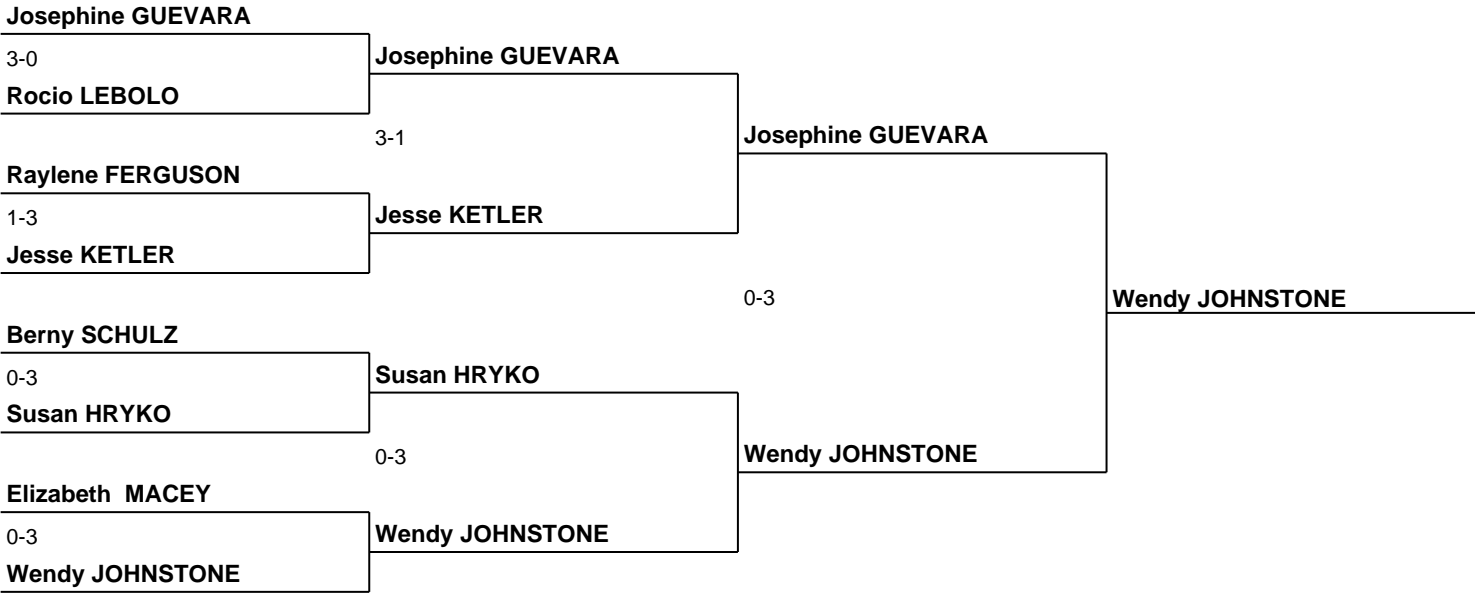 Josephine GUEVARA
3-0
Josephine GUEVARA
Rocio LEBOLO
3-1
Josephine GUEVARA
Raylene FERGUSON
1-3
Jesse KETLER
Jesse KETLER
0-3
Wendy JOHNSTONE
Berny SCHULZ
0-3
Susan HRYKO
Susan HRYKO
0-3
Wendy JOHNSTONE
Elizabeth  MACEY
0-3
Wendy JOHNSTONE
Wendy JOHNSTONE